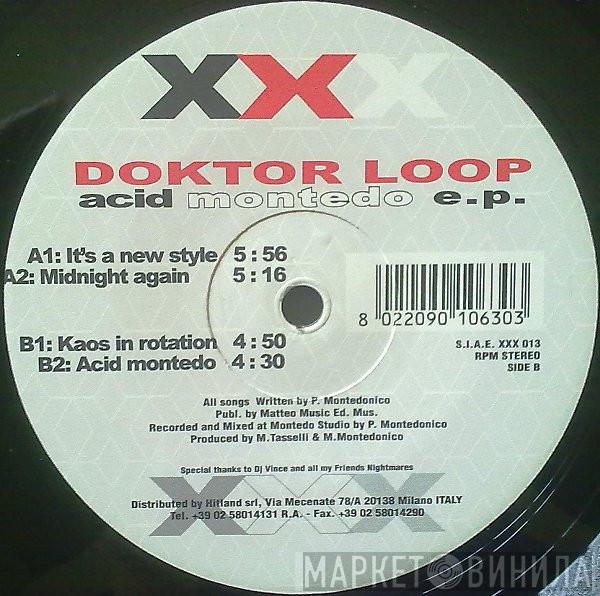 XXX
DOKTOR LOOP
acid montedo e.p.
A1: It's a new style 5:56
A2: Midnight again 5:16
B1: Kaos in rotation 4:50
B2: Acid montedo 4:30
8 022090 106303
S.I.A.E. XXX 013
RPM STEREO
SIDE B
All songs Written by P. Montedonico
Publ. by Matteo Music Ed. Mus.
Recorded and Mixed at Montedo Studio by P. Montedonico
Produced by M.Tasselli & M.Montedonico
Special thanks to Dj Vince and all my Friends Nightmares
XXX
Distributed by Hitland srl, Via Mecenate 78/A 20138 Milano ITALY
Tel. +39 02 58014131 R.A. - Fax. +39 02 58014290
МАРКЕТ ВИНИЛА